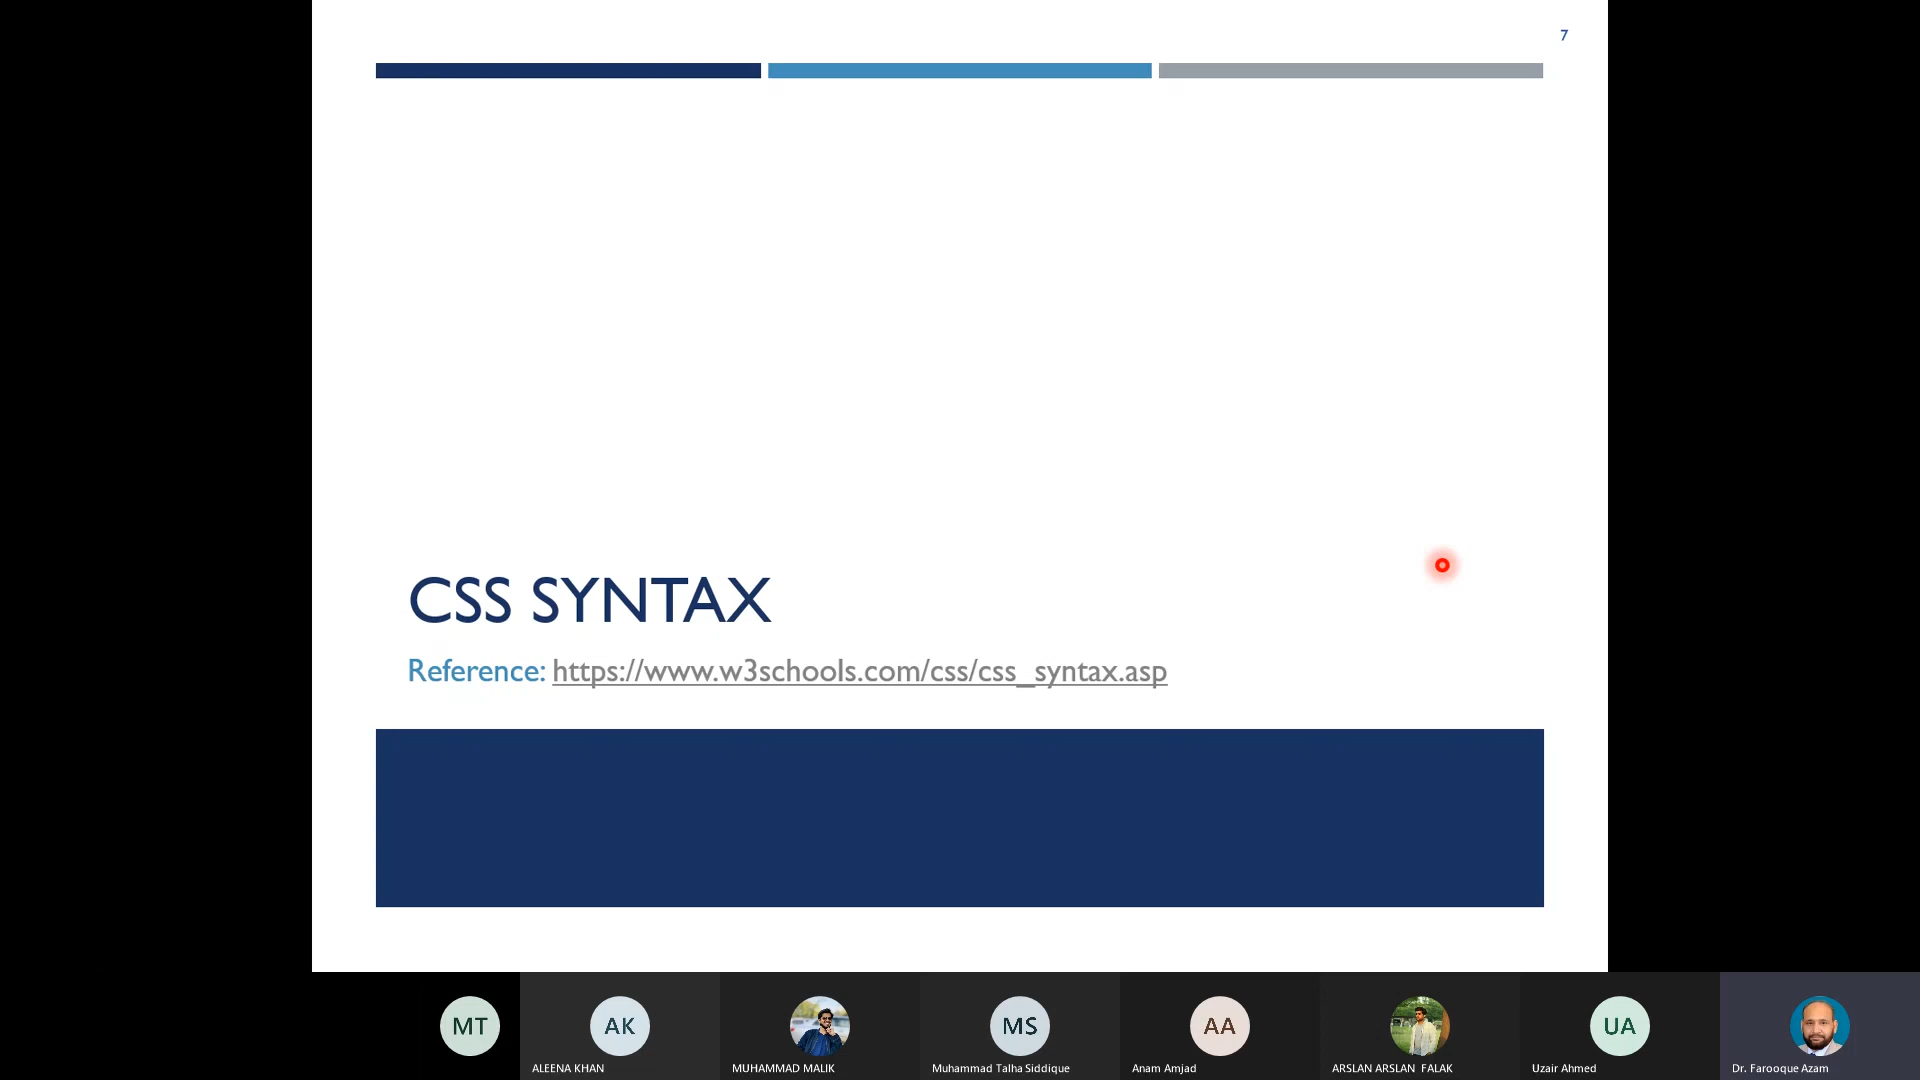 7
CSS SYNTAX
Reference: https://www.w3schools.com/css/css_syntax.asp
MT
AK
MS
AA
UA
ALEENA KHAN
MUHAMMAD MALIK
Muhammad Talha Siddique
Anam Amjad
ARSLAN ARSLAN FALAK
Uzair Ahmed
Dr. Farooque Azam